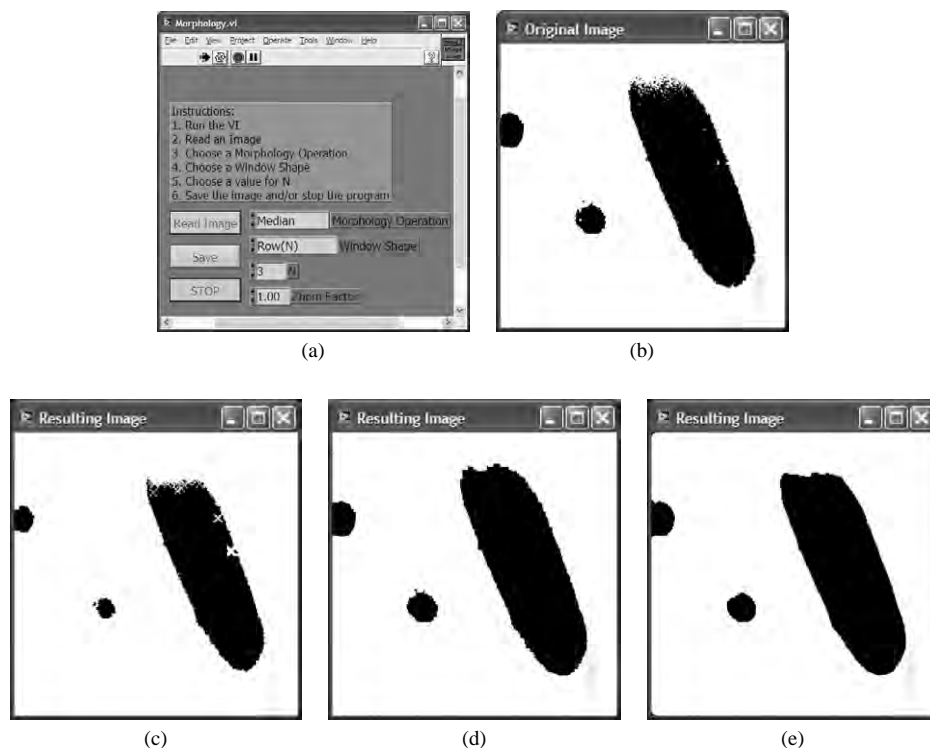 Morphology.vi
File Edit View Project Operate Tools Window Help
Instructions:
1. Run the VI
2. Read an Image
3. Choose a Morphology Operation
4. Choose a Window Shape
5. Choose a value for N
6. Save the image and/or stop the program
Read Image
Median Morphology Operation
Row(N) Window Shape
Save
3 N
STOP
1.00 Zoom Factor
(a)
Original Image
(b)
Resulting Image
(c)
Resulting Image
(d)
Resulting Image
(e)